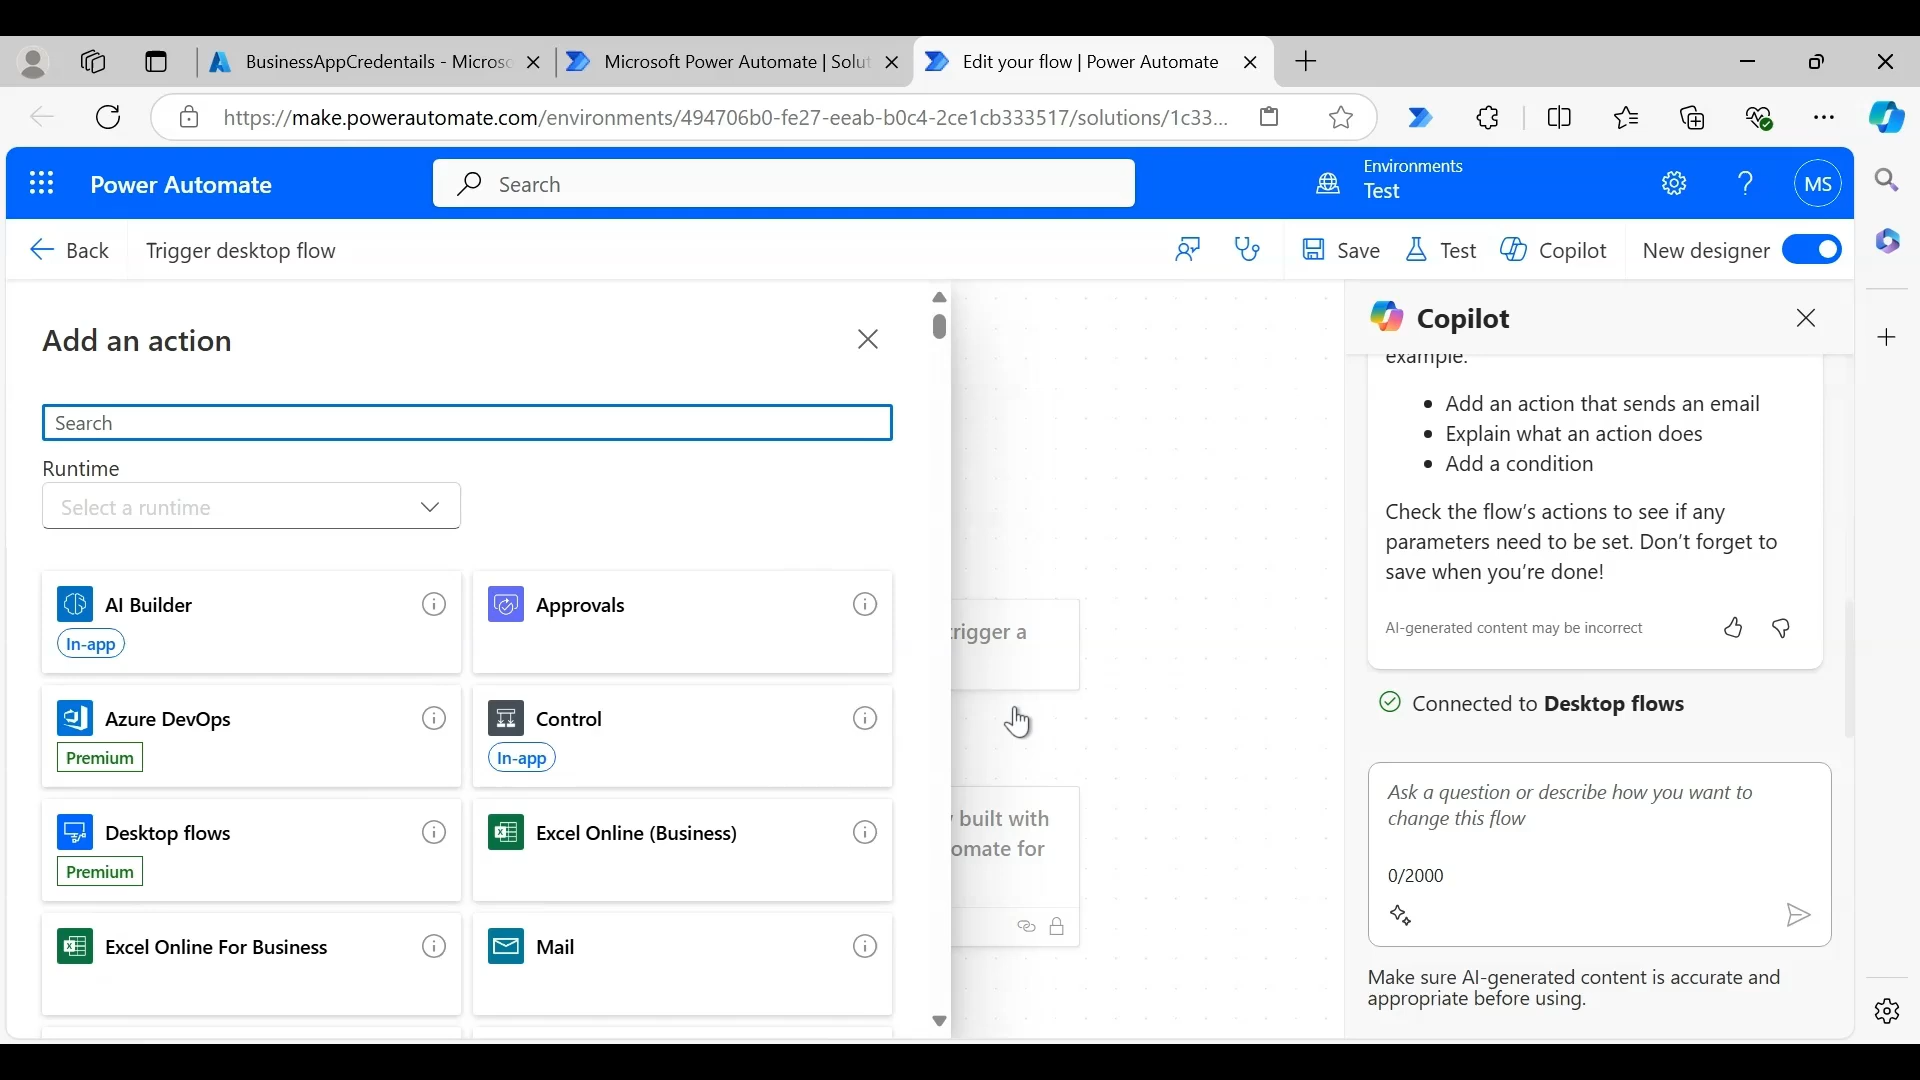 BusinessAppCredentails - Microso
Microsoft Power Automate | Solut
Edit your flow | Power Automate
https://make.powerautomate.com/environments/494706b0-fe27-eeab-b0c4-2ce1cb333517/solutions/1c33...
Power Automate
Search
Environments
Test
MS
Back
Trigger desktop flow
Save
Test
Copilot
New designer
Add an action
Search
Runtime
Select a runtime
AI Builder
In-app
Approvals
Azure DevOps
Premium
Control
In-app
Desktop flows
Premium
Excel Online (Business)
Excel Online For Business
Mail
trigger a
built with
omate for
Copilot
example:
Add an action that sends an email
Explain what an action does
Add a condition
Check the flow's actions to see if any
parameters need to be set. Don't forget to
save when you're done!
AI-generated content may be incorrect
Connected to Desktop flows
Ask a question or describe how you want to
change this flow
0/2000
Make sure AI-generated content is accurate and
appropriate before using.